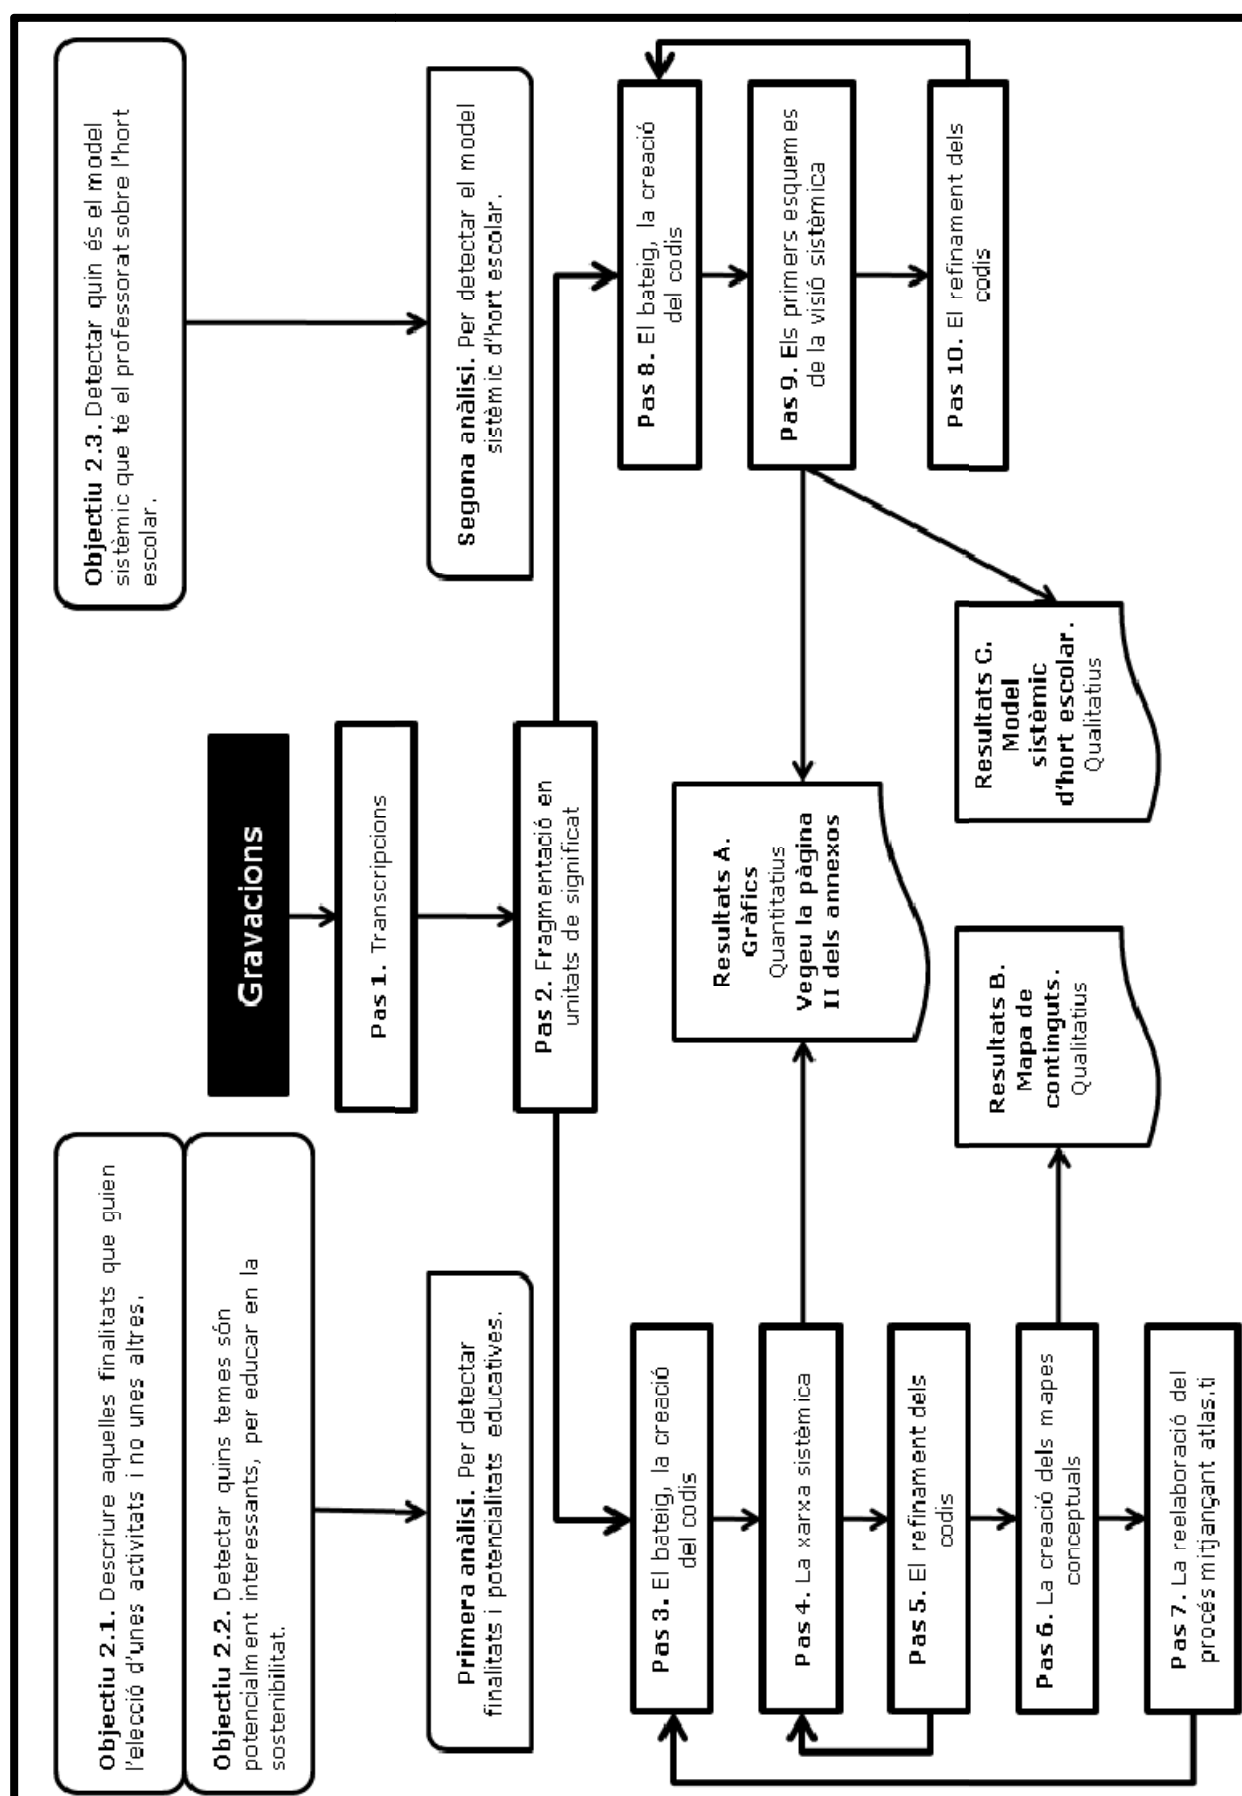 Objectiu 2.1. Descriure aquelles finalitats que guien
l'elecció d'unes activitats i no unes altres.
Objectiu 2.2. Detectar quins temes són
potencialment interessants, per educar en la
sostenibilitat.
Objectiu 2.3. Detectar quin és el model
sistèmic que té el professorat sobre l'hort
escolar.
Gravacions
Pas 1. Transcripcions
Primera anàlisi. Per detectar
finalitats i potencialitats educatives.
Segona anàlisi. Per detectar el model
sistèmic d'hort escolar.
Pas 2. Fragmentació en
unitats de significat
Pas 3. El bateig, la creació
del codis
Pas 4. La xarxa sistèmica
Pas 5. El refinament dels
codis
Pas 6. La creació dels mapes
conceptuals
Pas 7. La reelaboració del
procés mitjançant atlas.ti
Resultats A.
Gràfics
Quantitatius
Vegeu la pàgina
II dels annexos
Resultats B.
Mapa de
continguts.
Qualitatius
Resultats C.
Model
sistèmic
d'hort escolar.
Qualitatius
Pas 8. El bateig, la creació
del codis
Pas 9. Els primers esquemes
de la visió sistèmica
Pas 10. El refinament dels
codis